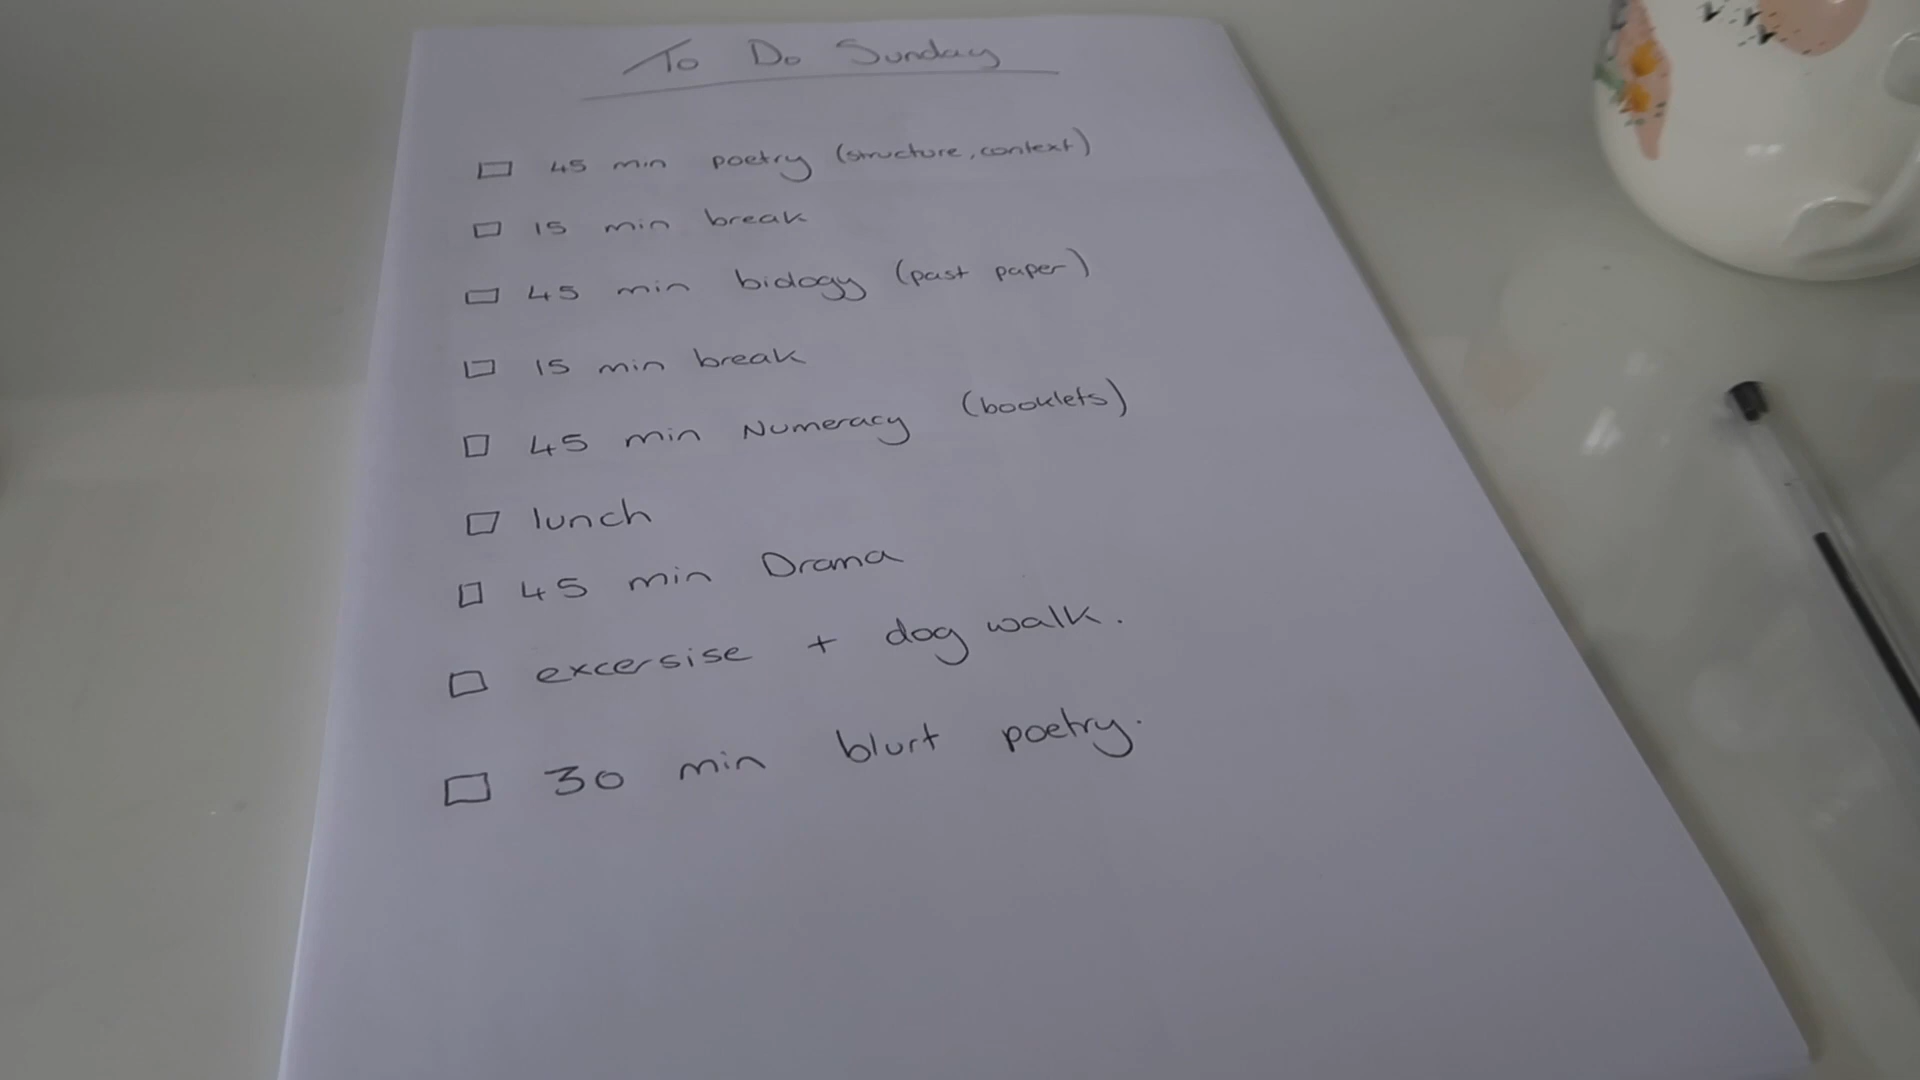 To Do Sunday
45 min poetry (structure, context)
15 min break
45 min biology (past paper)
15 min break
45 min Numeracy (booklets)
lunch
45 min Drama
excersise + dog walk.
30 min blurt poetry.